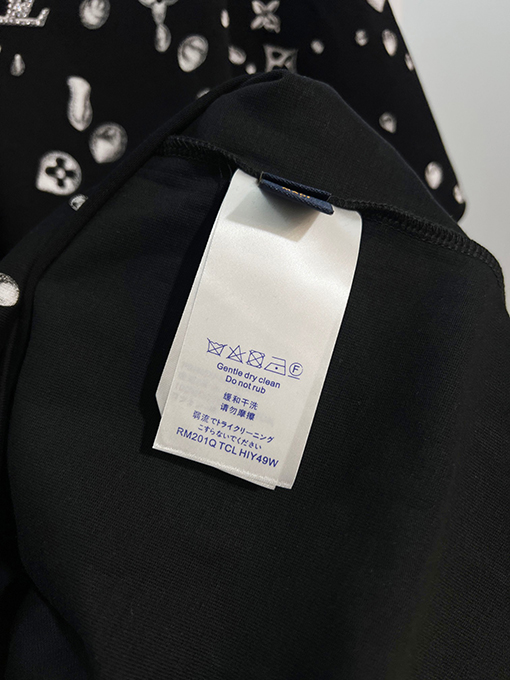 F
Gentle dry clean
Do not rub
缓和干洗
请勿摩擦
弱流でトライクリーニング
こすらないでください
RM201Q TCL HIY49W